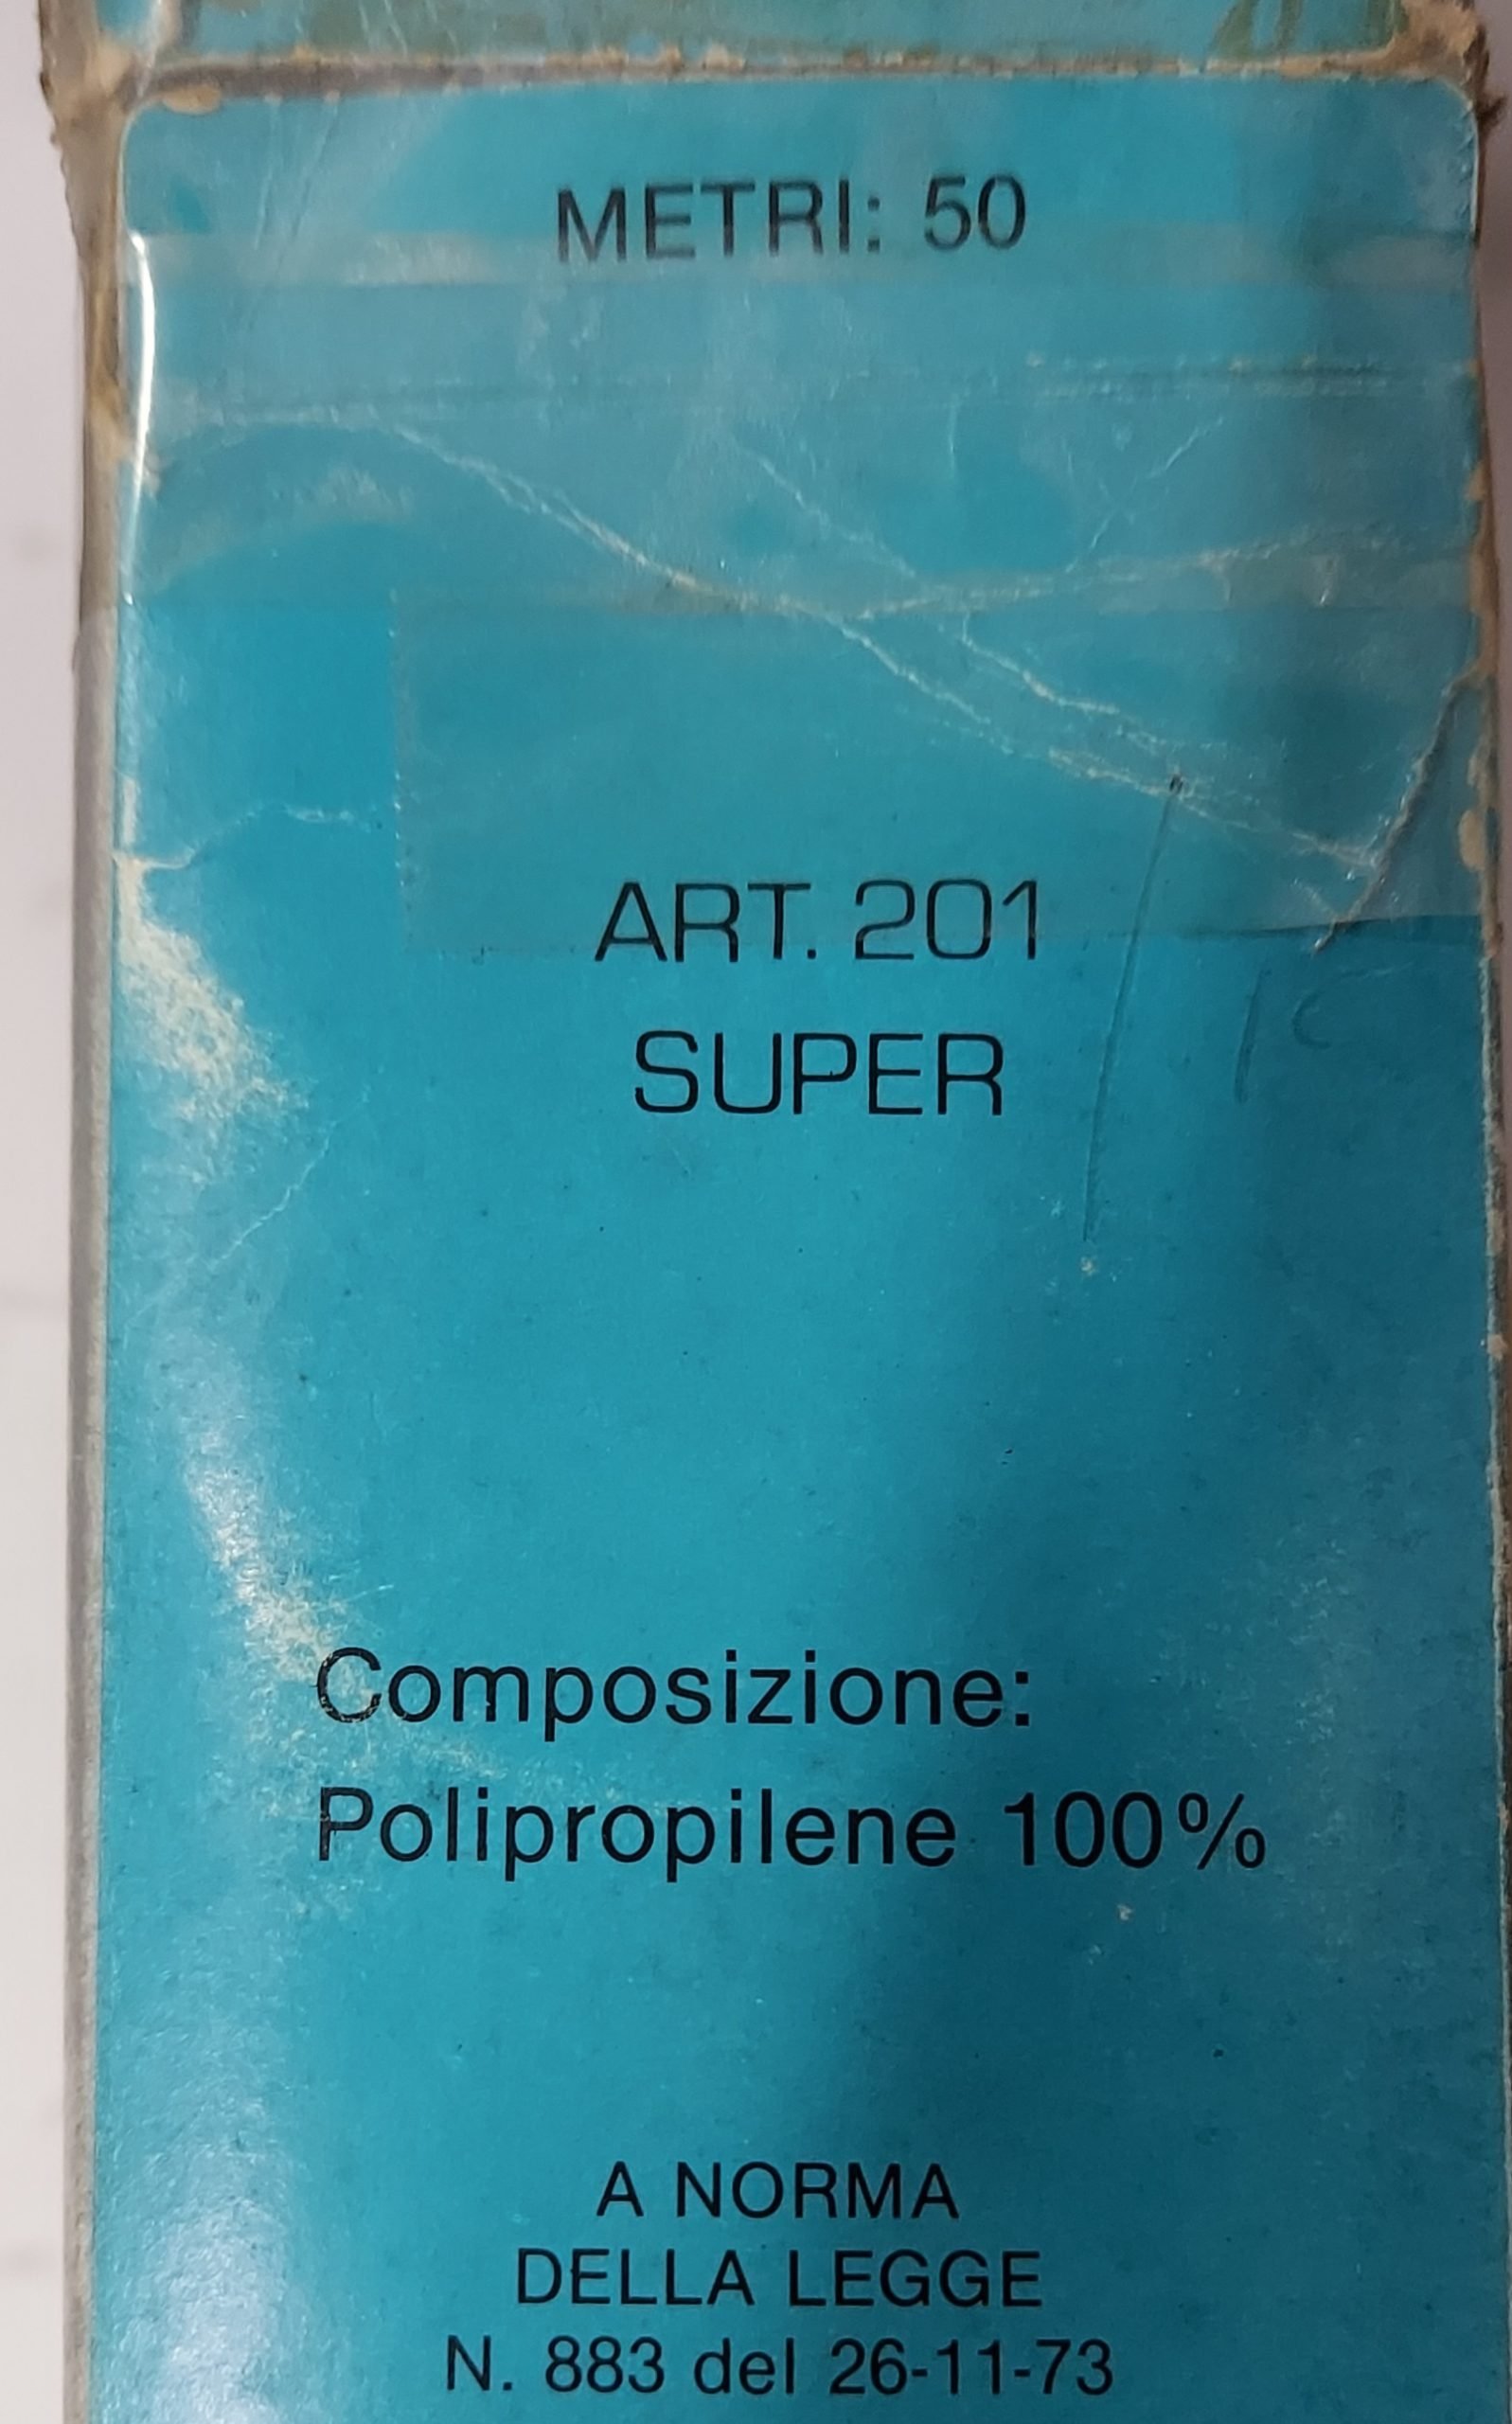 METRI: 50
ART. 201
SUPER
Composizione:
Polipropilene 100%
A NORMA
DELLA LEGGE
N. 883 del 26-11-73